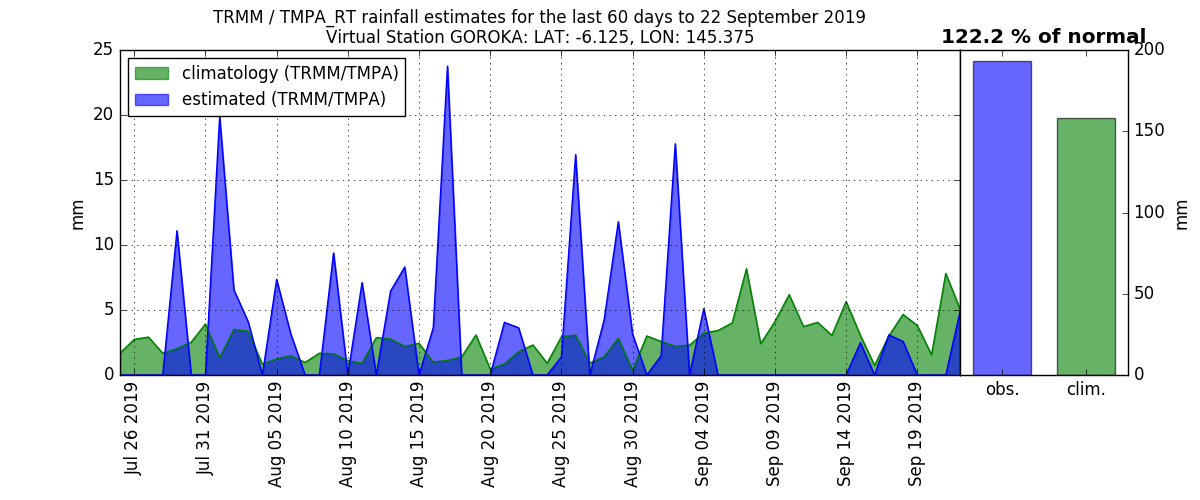 TRMM / TMPA_RT rainfall estimates for the last 60 days to 22 September 2019
Virtual Station GOROKA: LAT: -6.125, LON: 145.375
122.2 % of normal
climatology (TRMM/TMPA)
estimated (TRMM/TMPA)
25
20
15
10
5
0
mm
Jul 26 2019
Jul 31 2019
Aug 05 2019
Aug 10 2019
Aug 15 2019
Aug 20 2019
Aug 25 2019
Aug 30 2019
Sep 04 2019
Sep 09 2019
Sep 14 2019
Sep 19 2019
200
150
100
50
0
mm
obs.
clim.